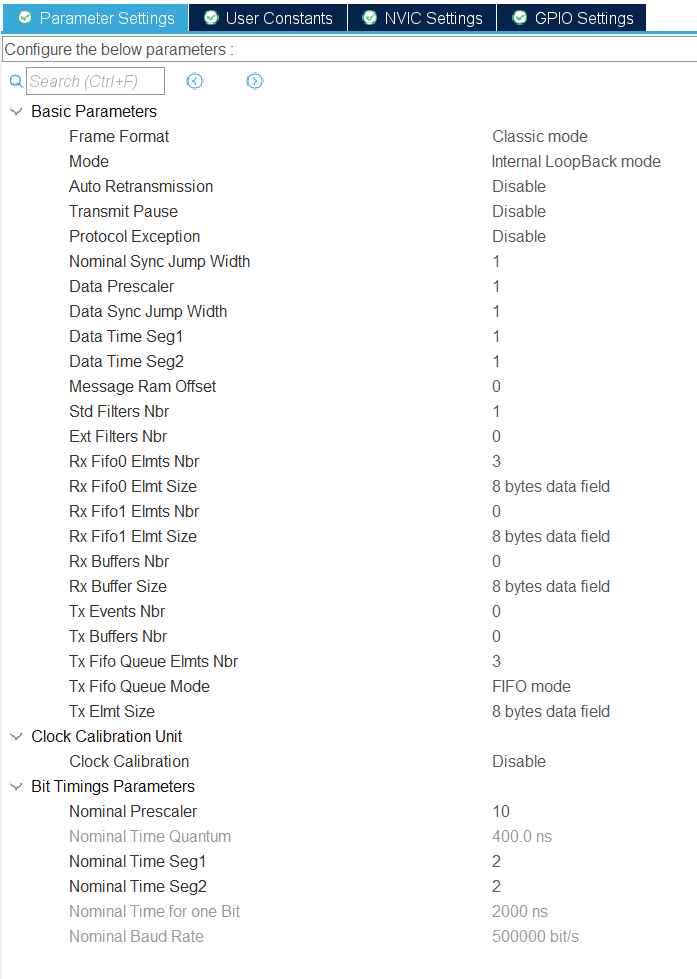 Parameter Settings User Constants NVIC Settings GPIO Settings
Configure the below parameters :
Search (Ctrl+F)
Basic Parameters
Frame Format Classic mode
Mode Internal LoopBack mode
Auto Retransmission Disable
Transmit Pause Disable
Protocol Exception Disable
Nominal Sync Jump Width 1
Data Prescaler 1
Data Sync Jump Width 1
Data Time Seg1 1
Data Time Seg2 1
Message Ram Offset 0
Std Filters Nbr 1
Ext Filters Nbr 0
Rx Fifo0 Elmts Nbr 3
Rx Fifo0 Elmt Size 8 bytes data field
Rx Fifo1 Elmts Nbr 0
Rx Fifo1 Elmt Size 8 bytes data field
Rx Buffers Nbr 0
Rx Buffer Size 8 bytes data field
Tx Events Nbr 0
Tx Buffers Nbr 0
Tx Fifo Queue Elmts Nbr 3
Tx Fifo Queue Mode FIFO mode
Tx Elmt Size 8 bytes data field
Clock Calibration Unit
Clock Calibration Disable
Bit Timings Parameters
Nominal Prescaler 10
Nominal Time Quantum 400.0 ns
Nominal Time Seg1 2
Nominal Time Seg2 2
Nominal Time for one Bit 2000 ns
Nominal Baud Rate 500000 bit/s